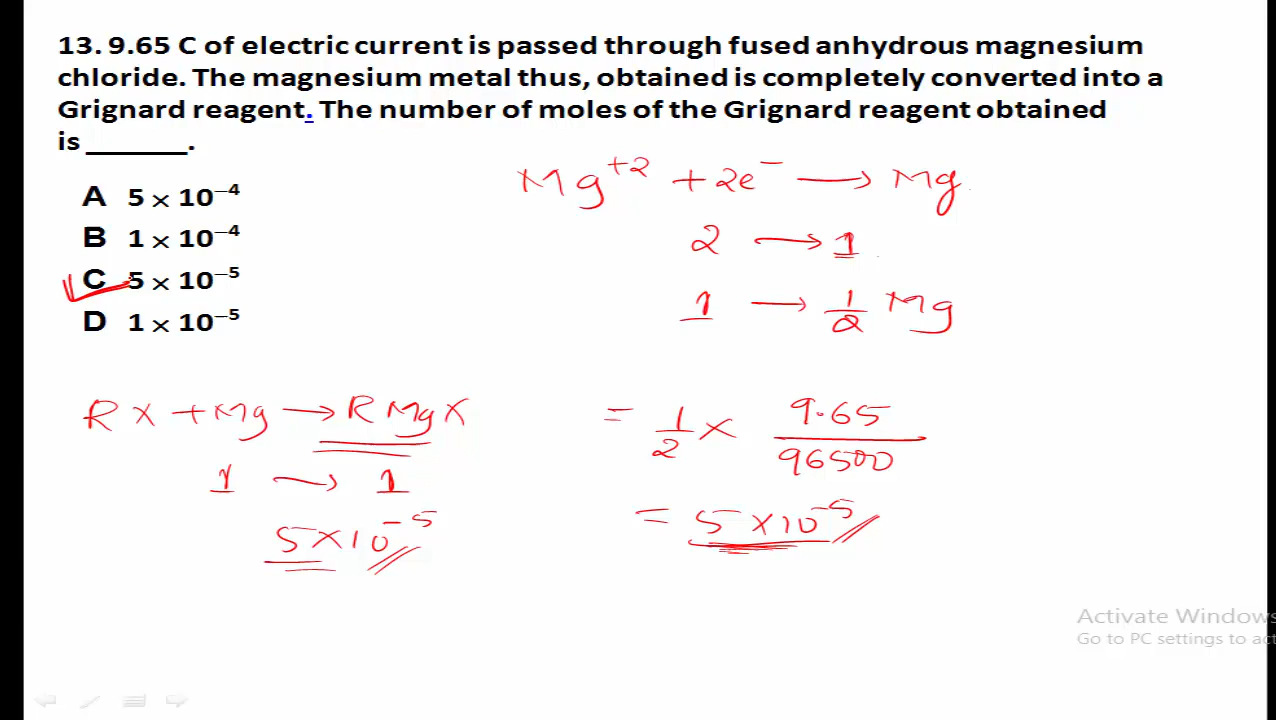 13. 9.65 C of electric current is passed through fused anhydrous magnesium
chloride. The magnesium metal thus, obtained is completely converted into a
Grignard reagent. The number of moles of the Grignard reagent obtained
is ______.
A 5 × 10⁻⁴
B 1 × 10⁻⁴
C 5 × 10⁻⁵
D 1 × 10⁻⁵
Mg⁺² + 2e⁻ → Mg
2 → 1
1 → 1/2 Mg
RX + Mg → RMgX
1 → 1
5 × 10⁻⁵
= 1/2 × 9.65/96500
= 5 × 10⁻⁵
Activate Windows
Go to PC settings to act